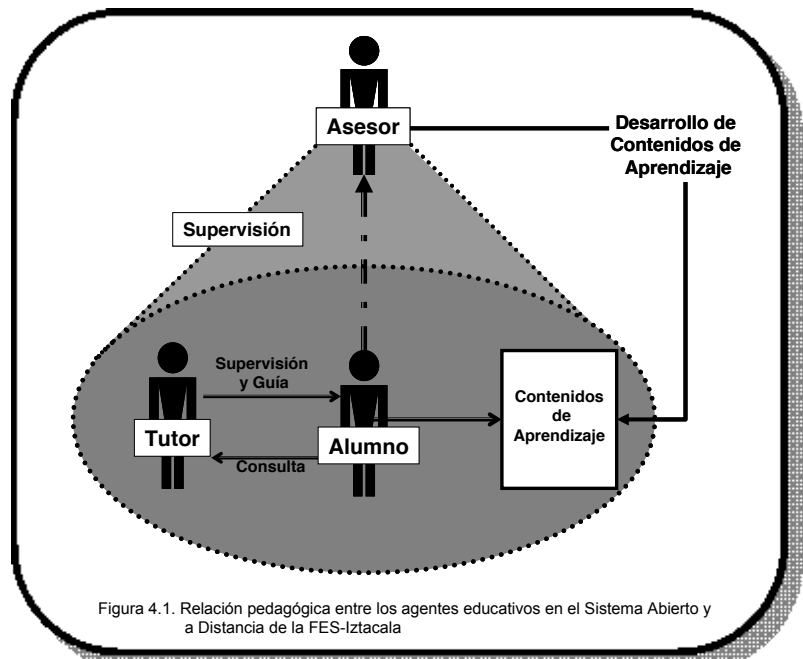 Asesor
Desarrollo de
Contenidos de
Aprendizaje
Supervisión
Supervisión
y Guía
Tutor
Consulta
Alumno
Contenidos
de
Aprendizaje
Figura 4.1. Relación pedagógica entre los agentes educativos en el Sistema Abierto y
a Distancia de la FES-Iztacala